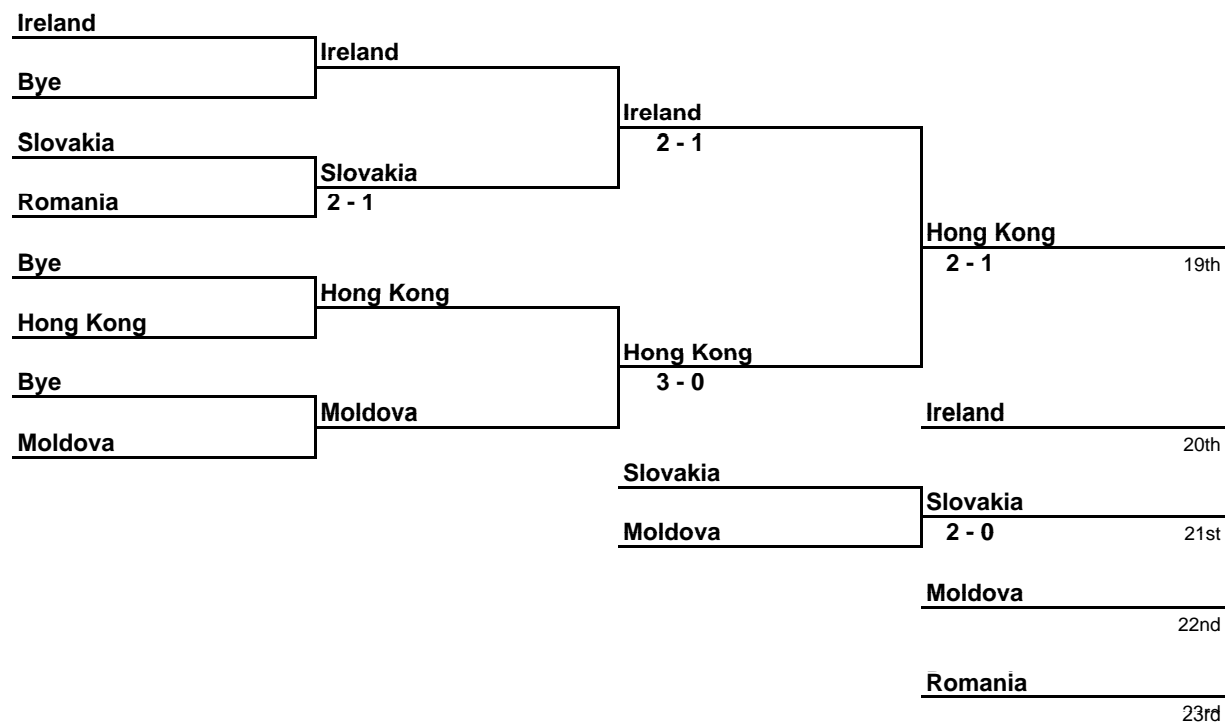 Ireland
Ireland
Bye
Ireland
2 - 1
Slovakia
Slovakia
2 - 1
Romania
Hong Kong
2 - 1
19th
Bye
Hong Kong
Hong Kong
Hong Kong
3 - 0
Bye
Moldova
Moldova
Ireland
20th
Slovakia
Slovakia
2 - 0
21st
Moldova
Moldova
22nd
Romania
23rd